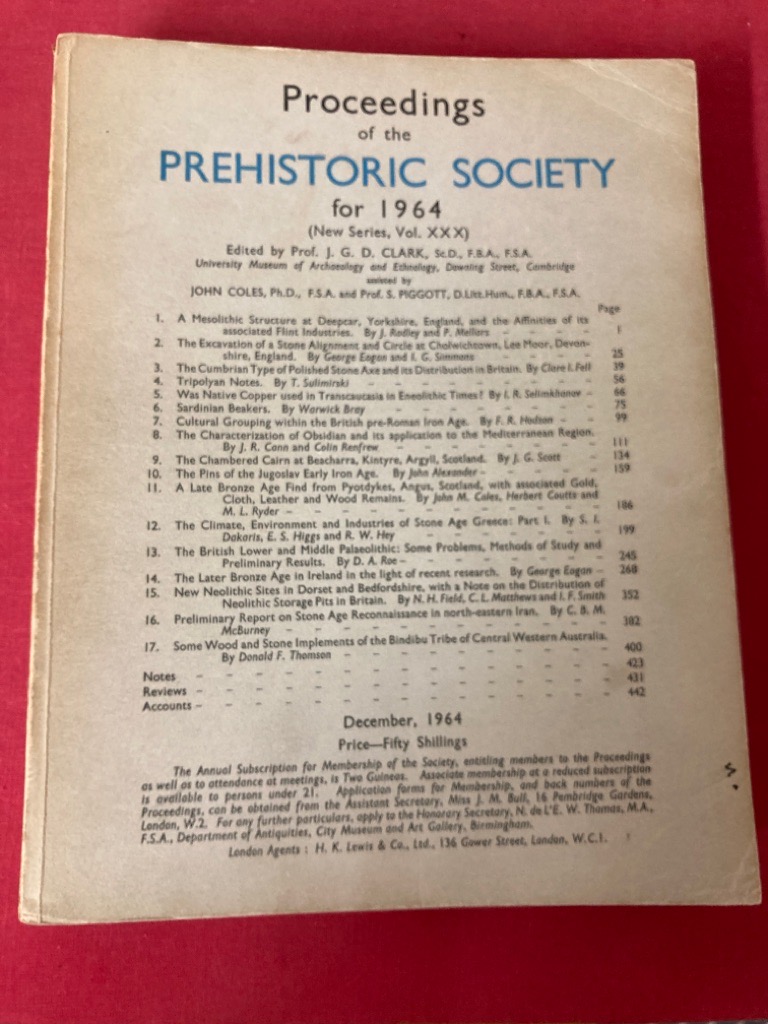 Proceedings
of the
PREHISTORIC SOCIETY
for 1964
(New Series, Vol. XXX)
Edited by Prof. J. G. D. CLARK, Sc.D., F.B.A., F.S.A.
University Museum of Archaeology and Ethnology, Downing Street, Cambridge
assisted by
JOHN COLES, Ph.D., F.S.A. and Prof. S. PIGGOTT, D.Litt.Hum., F.B.A., F.S.A.
Page
1. A Mesolithic Structure at Deepcar, Yorkshire, England, and the Affinities of its
associated Flint Industries. By J. Radley and P. Mellars – – – – 1
2. The Excavation of a Stone Alignment and Circle at Cholwichtown, Lee Moor, Devon-
shire, England. By George Eogan and I. G. Simmons – – – – 25
3. The Cumbrian Type of Polished Stone Axe and its Distribution in Britain. By Clare I. Fell 39
4. Tripolyan Notes. By T. Sulimirski – – – – – – – 56
5. Was Native Copper used in Transcaucasia in Eneolithic Times? By I. R. Selimkhanov – 66
6. Sardinian Beakers. By Warwick Bray – – – – – – – 75
7. Cultural Grouping within the British pre-Roman Iron Age. By F. R. Hodson – – 99
8. The Characterization of Obsidian and its application to the Mediterranean Region.
By J. R. Cann and Colin Renfrew – – – – – – 111
9. The Chambered Cairn at Beacharra, Kintyre, Argyll, Scotland. By J. G. Scott – 134
10. The Pins of the Jugoslav Early Iron Age. By John Alexander – – – – 159
11. A Late Bronze Age Find from Pyotdykes, Angus, Scotland, with associated Gold,
Cloth, Leather and Wood Remains. By John M. Coles, Herbert Coutts and
M. L. Ryder – – – – – – – – – 186
12. The Climate, Environment and Industries of Stone Age Greece: Part I. By S. I.
Dakaris, E. S. Higgs and R. W. Hey – – – – – – 199
13. The British Lower and Middle Palaeolithic: Some Problems, Methods of Study and
Preliminary Results. By D. A. Roe – – – – – – 245
14. The Later Bronze Age in Ireland in the light of recent research. By George Eogan – 268
15. New Neolithic Sites in Dorset and Bedfordshire, with a Note on the Distribution of
Neolithic Storage Pits in Britain. By N. H. Field, C. L. Matthews and I. F. Smith 352
16. Preliminary Report on Stone Age Reconnaissance in north-eastern Iran. By C. B. M.
McBurney – – – – – – – – – 382
17. Some Wood and Stone Implements of the Bindibu Tribe of Central Western Australia.
By Donald F. Thomson – – – – – – – 400
Notes – – – – – – – – – – 423
Reviews – – – – – – – – – – 431
Accounts – – – – – – – – – – 442
December, 1964
Price—Fifty Shillings
The Annual Subscription for Membership of the Society, entitling members to the Proceedings
as well as to attendance at meetings, is Two Guineas. Associate membership at a reduced subscription
is available to persons under 21. Application forms for Membership, and back numbers of the
Proceedings, can be obtained from the Assistant Secretary, Miss J. M. Bull, 16 Pembridge Gardens,
London, W.2. For any further particulars, apply to the Honorary Secretary, N. de L'E. W. Thomas, M.A.,
F.S.A., Department of Antiquities, City Museum and Art Gallery, Birmingham.
London Agents : H. K. Lewis & Co., Ltd., 136 Gower Street, London, W.C.1.